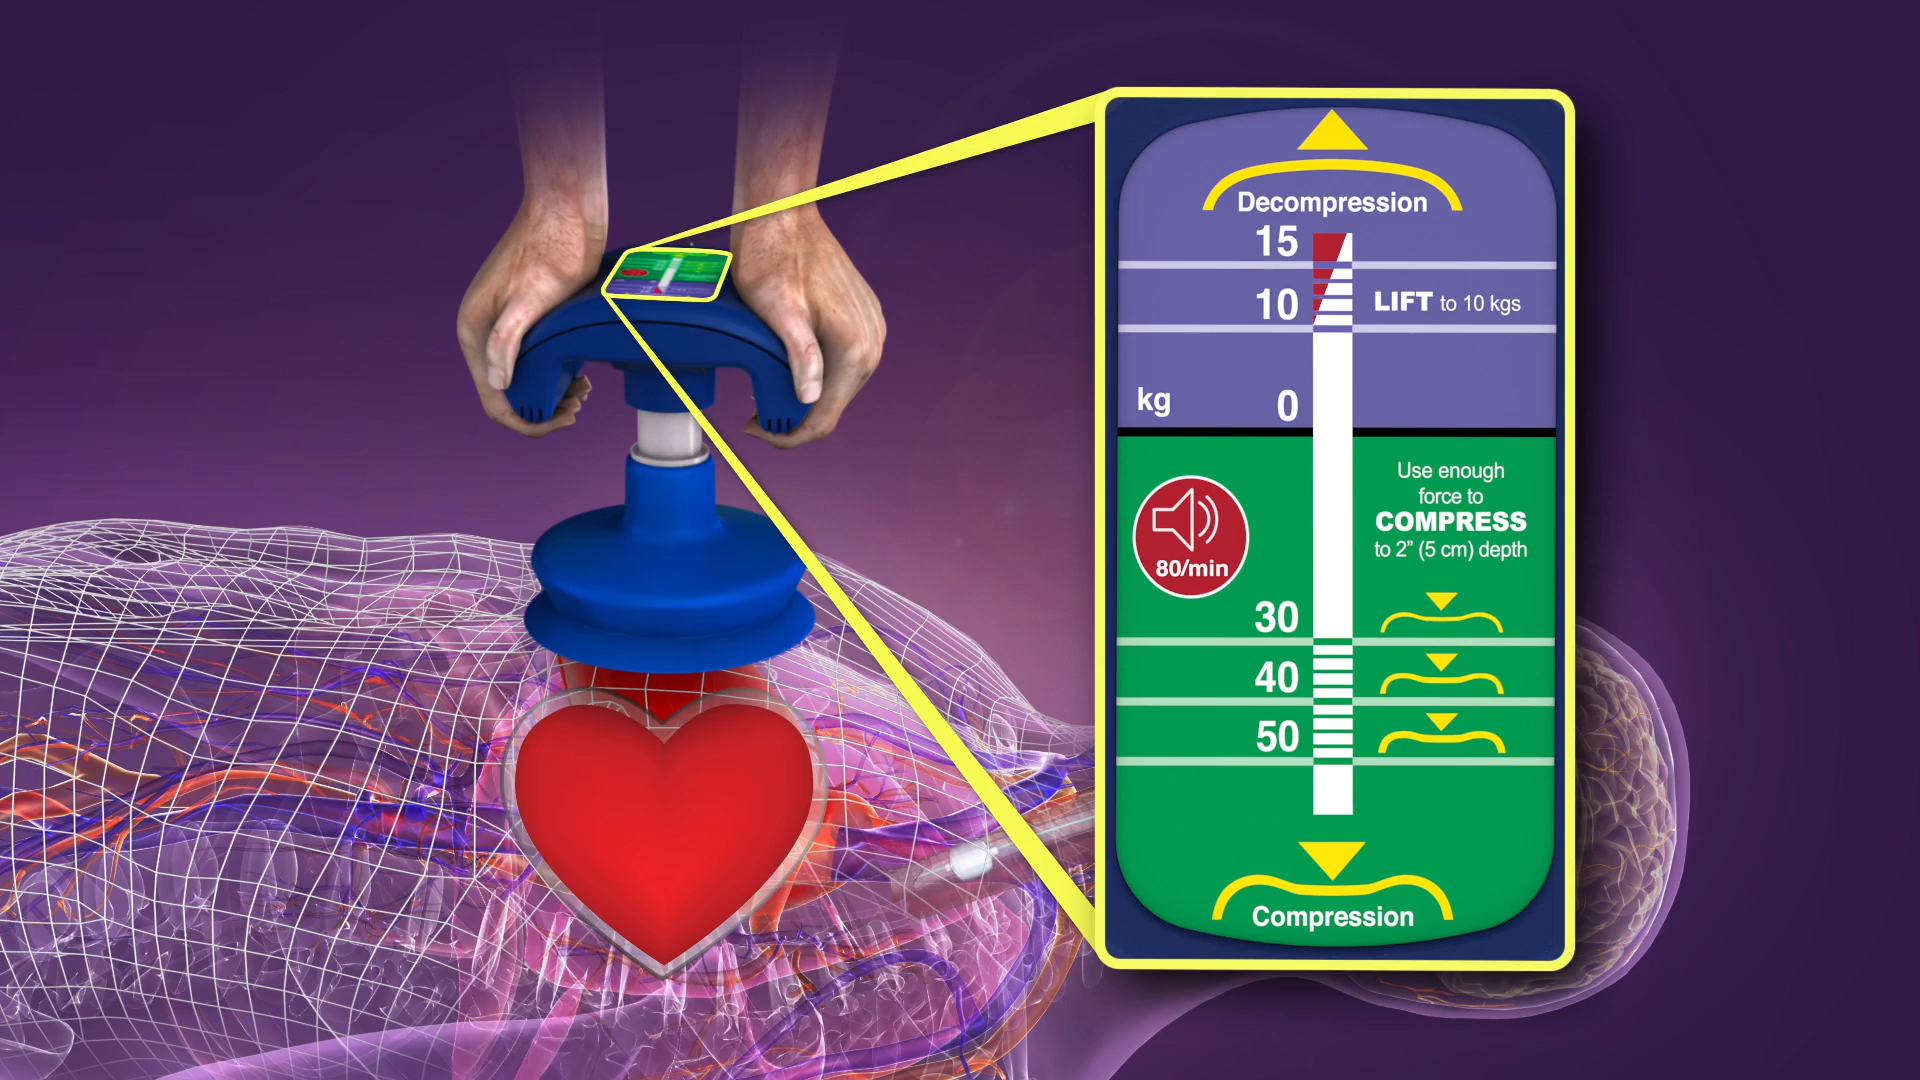 Decompression
15
10
LIFT to 10 kgs
kg
0
Use enough
force to
COMPRESS
to 2” (5 cm) depth
80/min
30
40
50
Compression